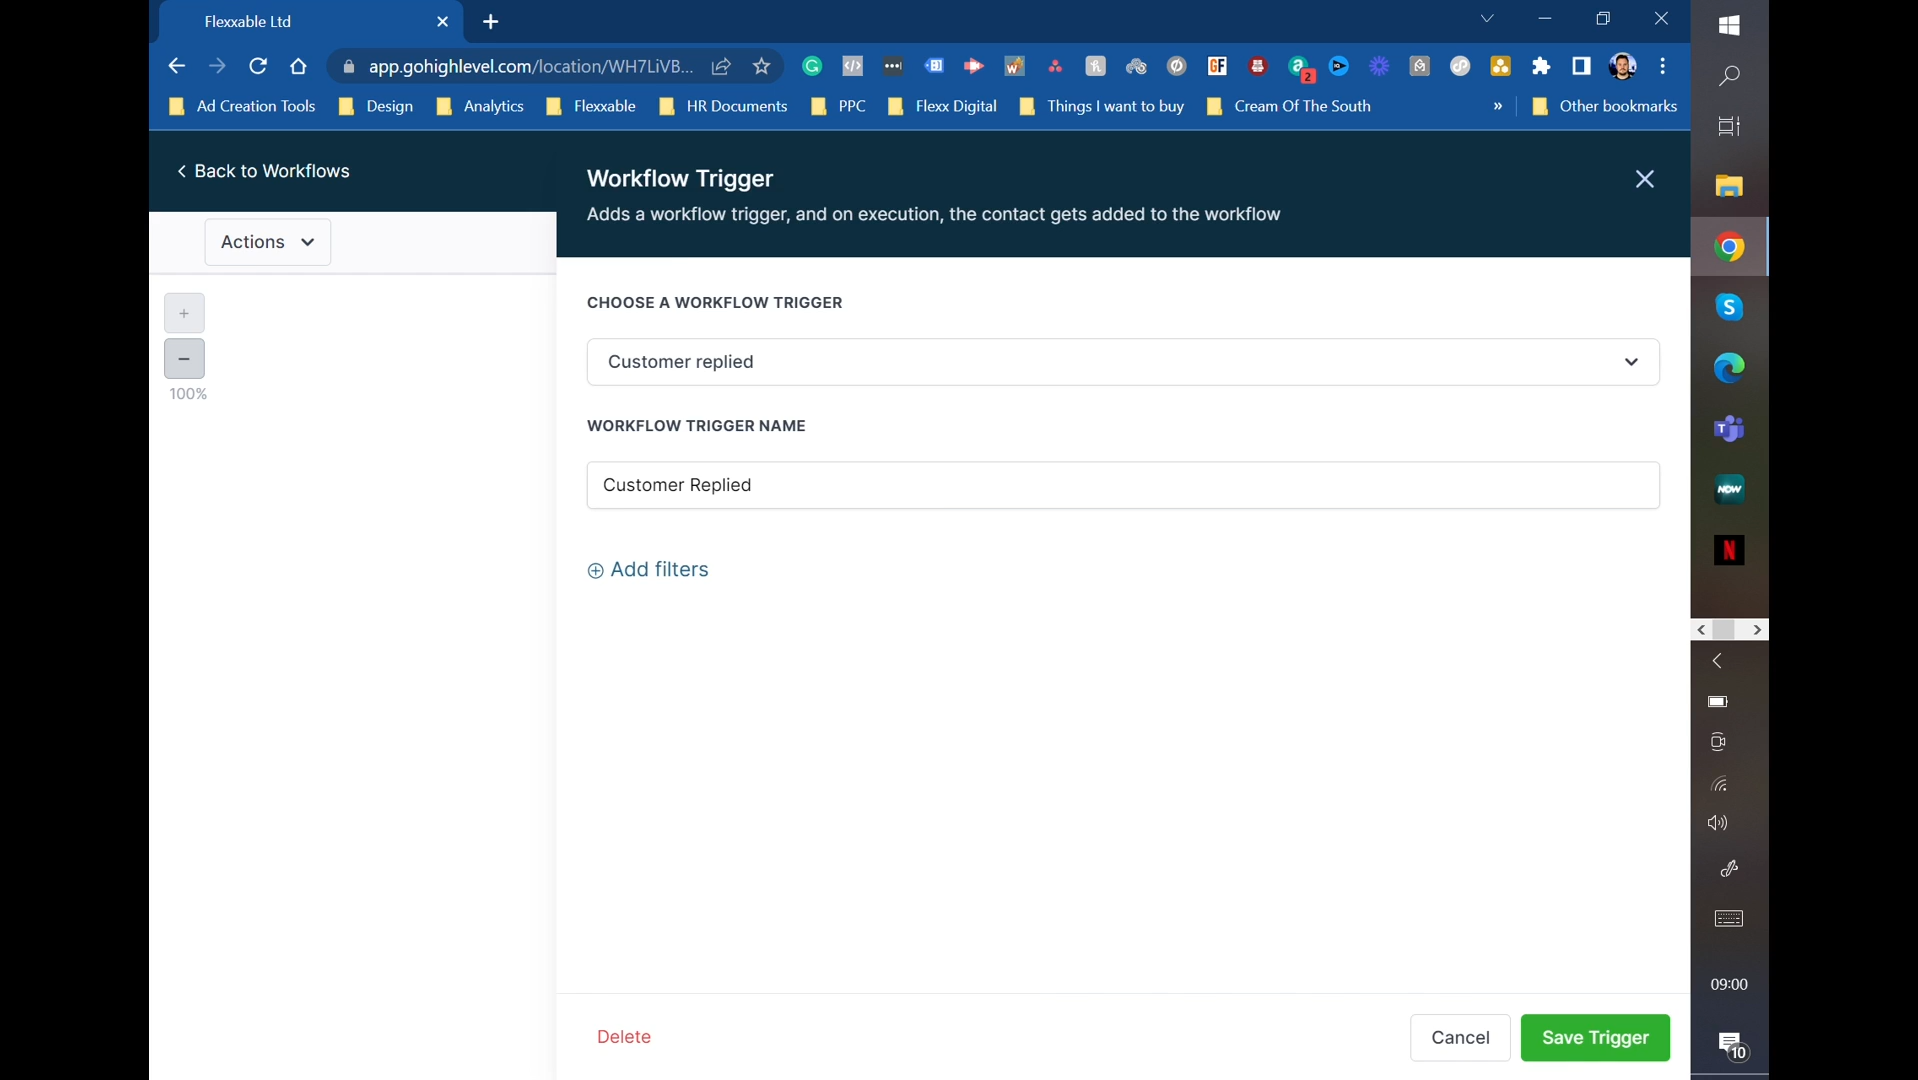 Flexxable Ltd
app.gohighlevel.com/location/WH7LiVB...
GF
2
Ad Creation Tools
Design
Analytics
Flexxable
HR Documents
PPC
Flexx Digital
Things I want to buy
Cream Of The South
»
Other bookmarks
Back to Workflows
Workflow Trigger
Adds a workflow trigger, and on execution, the contact gets added to the workflow
Actions
CHOOSE A WORKFLOW TRIGGER
+
−
100%
Customer replied
WORKFLOW TRIGGER NAME
Customer Replied
Add filters
NOW
N
09:00
Delete
Cancel
Save Trigger
10